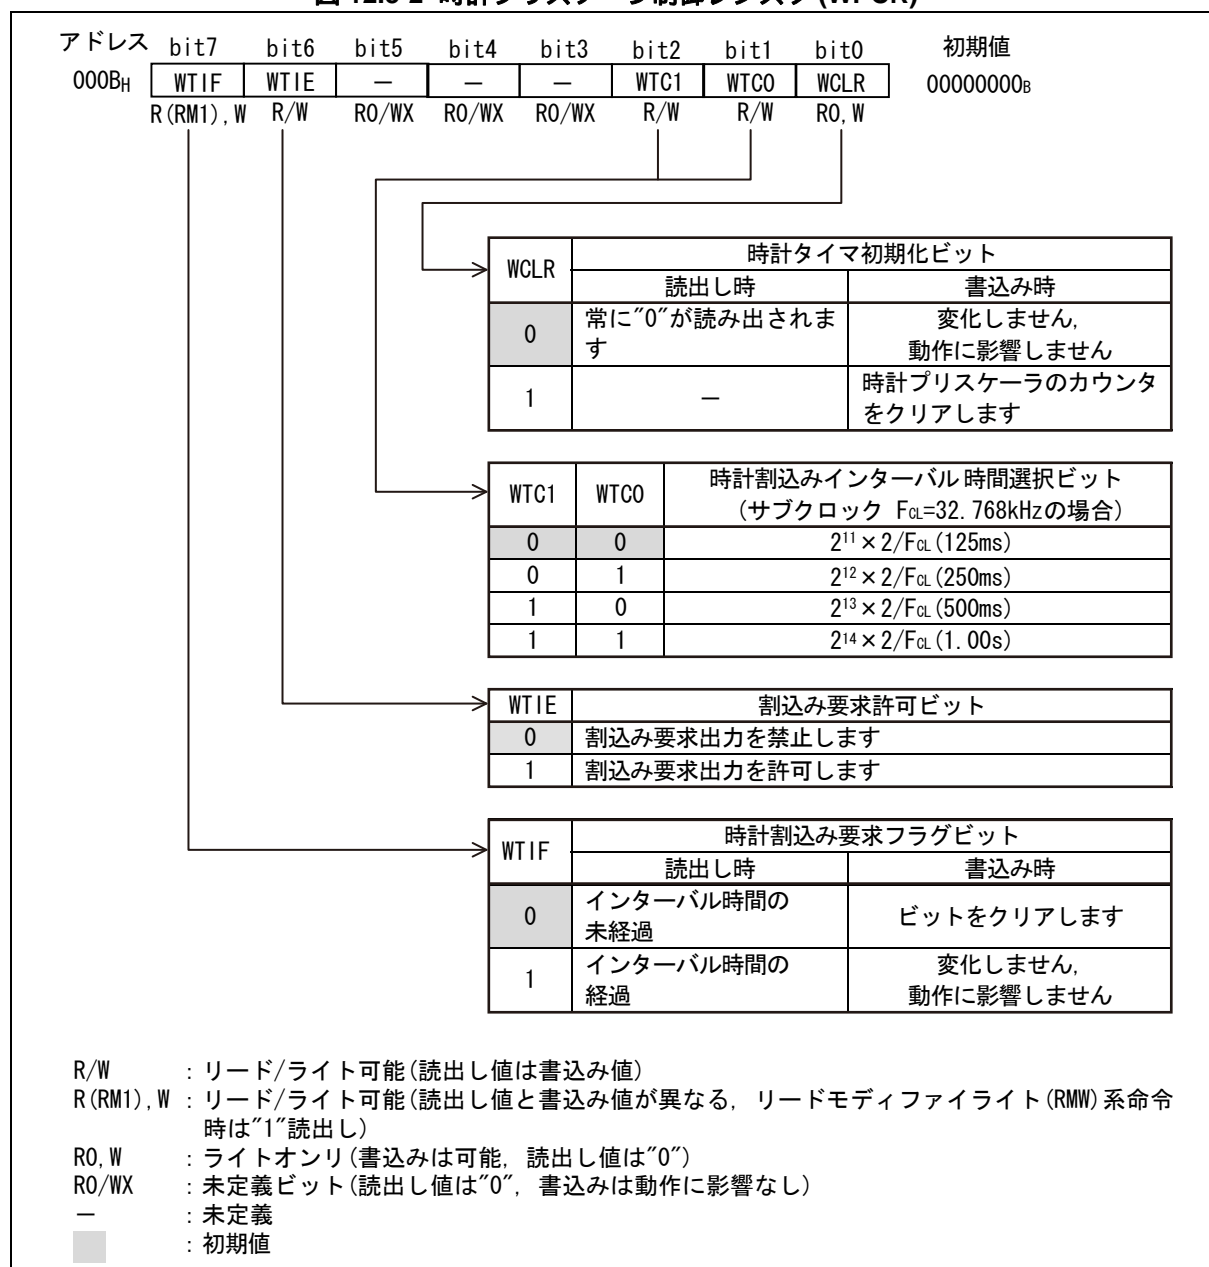 アドレス bit7 bit6 bit5 bit4 bit3 bit2 bit1 bit0 初期値
000BH WTIF WTIE － － － WTC1 WTC0 WCLR 00000000B
R(RM1),W R/W R0/WX R0/WX R0/WX R/W R/W R0,W
WCLR 時計タイマ初期化ビット
読出し時 書込み時
0 常に"0"が読み出されま 変化しません,
す 動作に影響しません
1 － 時計プリスケーラのカウンタ
をクリアします
WTC1 WTC0 時計割込みインターバル時間選択ビット
(サブクロック FCL=32.768kHzの場合)
0 0 2¹¹×2/FCL(125ms)
0 1 2¹²×2/FCL(250ms)
1 0 2¹³×2/FCL(500ms)
1 1 2¹⁴×2/FCL(1.00s)
WTIE 割込み要求許可ビット
0 割込み要求出力を禁止します
1 割込み要求出力を許可します
WTIF 時計割込み要求フラグビット
読出し時 書込み時
0 インターバル時間の ビットをクリアします
未経過
1 インターバル時間の 変化しません,
経過 動作に影響しません
R/W : リード/ライト可能(読出し値は書込み値)
R(RM1),W : リード/ライト可能(読出し値と書込み値が異なる, リードモディファイライト(RMW)系命令
時は"1"読出し)
R0,W : ライトオンリ(書込みは可能, 読出し値は"0")
R0/WX : 未定義ビット(読出し値は"0", 書込みは動作に影響なし)
－ : 未定義
: 初期値